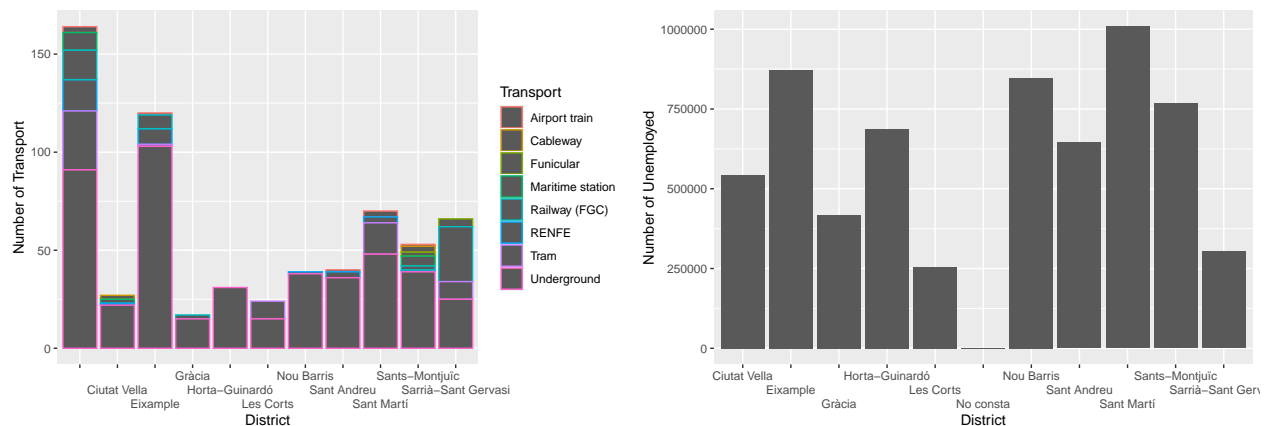 150
100
50
0
Number of Transport
Ciutat Vella
Eixample
Gràcia
Horta−Guinardó
Les Corts
Nou Barris
Sant Andreu
Sant Martí
Sants−Montjuïc
Sarrià−Sant Gervasi
District
Transport
Airport train
Cableway
Funicular
Maritime station
Railway (FGC)
RENFE
Tram
Underground
1000000
750000
500000
250000
0
Number of Unemployed
Ciutat Vella
Eixample
Gràcia
Horta−Guinardó
Les Corts
No consta
Nou Barris
Sant Andreu
Sant Martí
Sants−Montjuïc
Sarrià−Sant Gerv
District